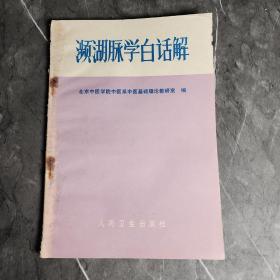 濒湖脉学白话解
北京中医学院中医系中医基础理论教研室 编
人民卫生出版社